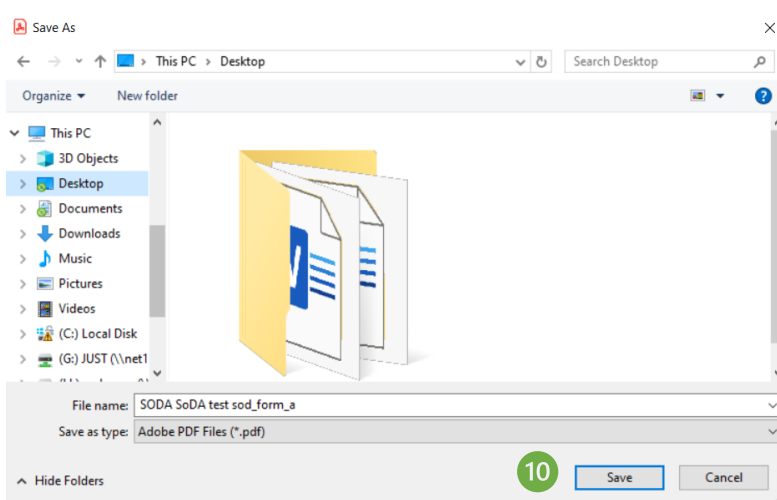 Save As
This PC > Desktop
Search Desktop
Organize
New folder
?
This PC
3D Objects
Desktop
Documents
Downloads
Music
Pictures
Videos
(C:) Local Disk
(G:) JUST (\\net1
W
File name: SODA SoDA test sod_form_a
Save as type: Adobe PDF Files (*.pdf)
Hide Folders
10
Save
Cancel